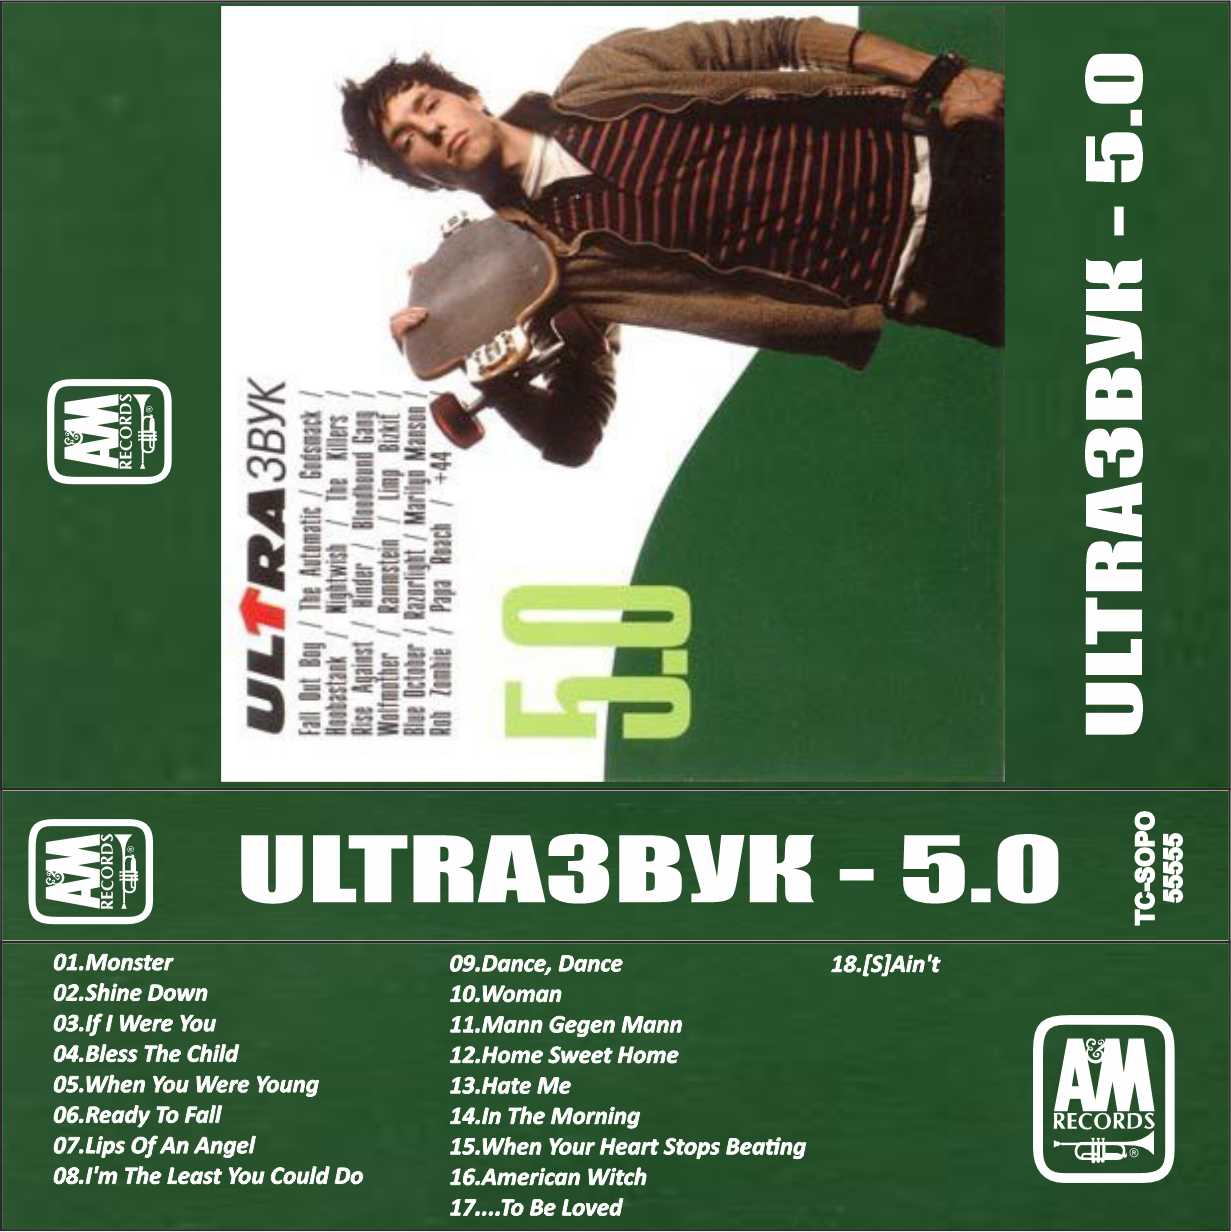 ULTRAЗВУК
Fall Out Boy / The Automatic / Godsmack /
Hoobastank / Nightwish / The Killers /
Rise Against / Hinder / Bloodhound Gang /
Wolfmother / Rammstein / Limp Bizkit /
Blue October / Razorlight / Marilyn Manson /
Rob Zombie / Papa Roach / +44
5.0
A&M
RECORDS
®
ULTRAЗВУК - 5.0
A&M
RECORDS
®
ULTRAЗВУК - 5.0
TC-SOPO
55555
01.Monster
02.Shine Down
03.If I Were You
04.Bless The Child
05.When You Were Young
06.Ready To Fall
07.Lips Of An Angel
08.I'm The Least You Could Do
09.Dance, Dance
10.Woman
11.Mann Gegen Mann
12.Home Sweet Home
13.Hate Me
14.In The Morning
15.When Your Heart Stops Beating
16.American Witch
17....To Be Loved
18.[S]Ain't
A&M
RECORDS
®